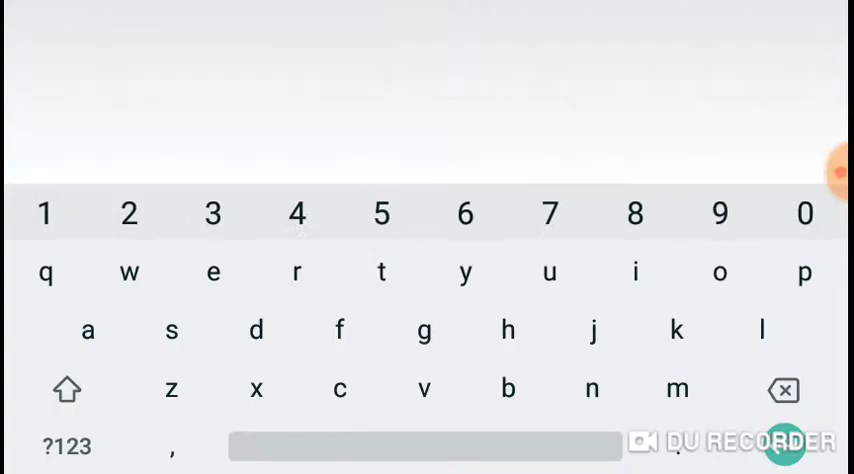 1 2 3 4 5 6 7 8 9 0
q w e r t y u i o p
a s d f g h j k l
z x c v b n m
?123 , . DU RECORDER